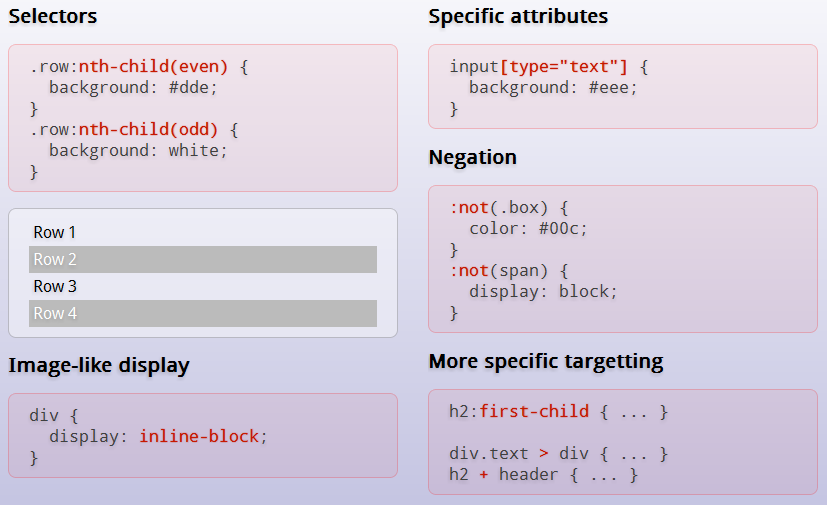 Selectors
.row:nth-child(even) {
  background: #dde;
}
.row:nth-child(odd) {
  background: white;
}
Row 1
Row 2
Row 3
Row 4
Image-like display
div {
  display: inline-block;
}
Specific attributes
input[type="text"] {
  background: #eee;
}
Negation
:not(.box) {
  color: #00c;
}
:not(span) {
  display: block;
}
More specific targetting
h2:first-child { ... }
div.text > div { ... }
h2 + header { ... }